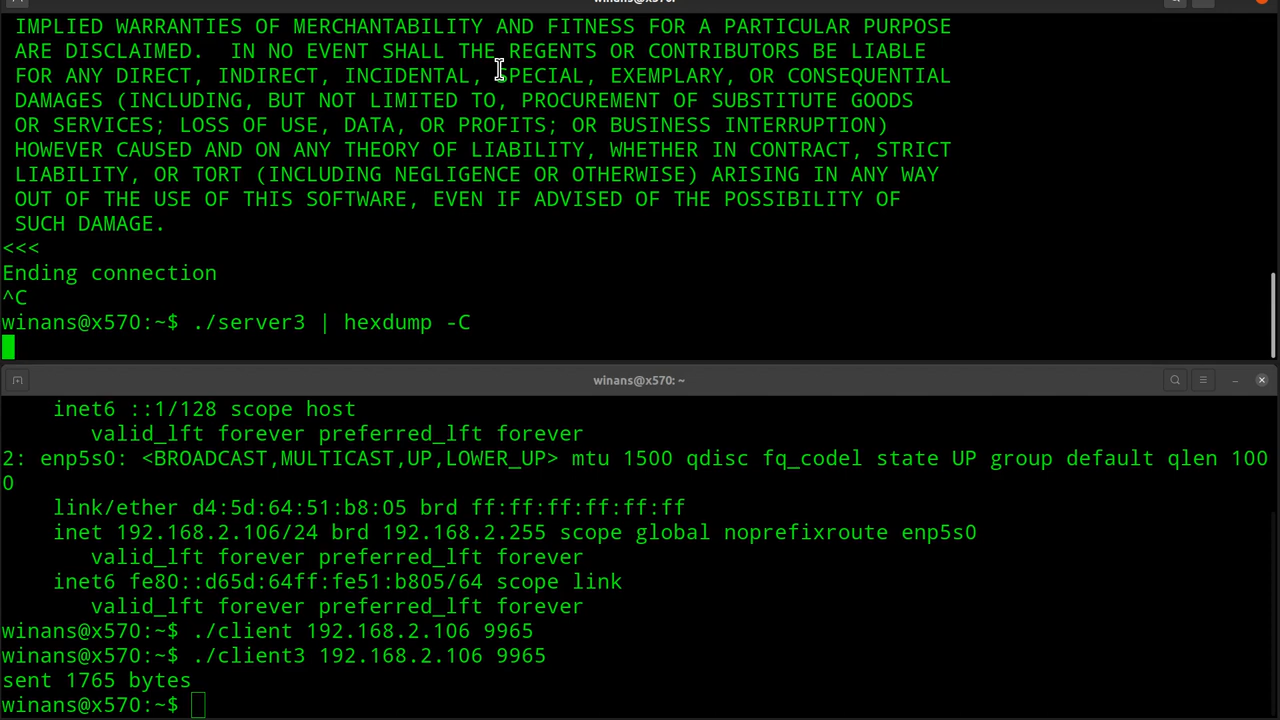 IMPLIED WARRANTIES OF MERCHANTABILITY AND FITNESS FOR A PARTICULAR PURPOSE
ARE DISCLAIMED.  IN NO EVENT SHALL THE REGENTS OR CONTRIBUTORS BE LIABLE
FOR ANY DIRECT, INDIRECT, INCIDENTAL, SPECIAL, EXEMPLARY, OR CONSEQUENTIAL
DAMAGES (INCLUDING, BUT NOT LIMITED TO, PROCUREMENT OF SUBSTITUTE GOODS
OR SERVICES; LOSS OF USE, DATA, OR PROFITS; OR BUSINESS INTERRUPTION)
HOWEVER CAUSED AND ON ANY THEORY OF LIABILITY, WHETHER IN CONTRACT, STRICT
LIABILITY, OR TORT (INCLUDING NEGLIGENCE OR OTHERWISE) ARISING IN ANY WAY
OUT OF THE USE OF THIS SOFTWARE, EVEN IF ADVISED OF THE POSSIBILITY OF
SUCH DAMAGE.
<<<
Ending connection
^C
winans@x570:~$ ./server3 | hexdump -C
winans@x570: ~
inet6 ::1/128 scope host
valid_lft forever preferred_lft forever
2: enp5s0: <BROADCAST,MULTICAST,UP,LOWER_UP> mtu 1500 qdisc fq_codel state UP group default qlen 100
0
link/ether d4:5d:64:51:b8:05 brd ff:ff:ff:ff:ff:ff
inet 192.168.2.106/24 brd 192.168.2.255 scope global noprefixroute enp5s0
valid_lft forever preferred_lft forever
inet6 fe80::d65d:64ff:fe51:b805/64 scope link
valid_lft forever preferred_lft forever
winans@x570:~$ ./client 192.168.2.106 9965
winans@x570:~$ ./client3 192.168.2.106 9965
sent 1765 bytes
winans@x570:~$